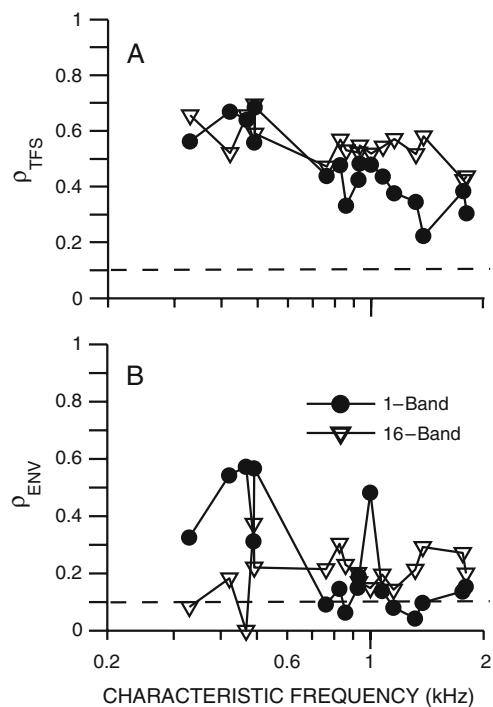 1
A
0.8
0.6
ρTFS
0.4
0.2
0
1
B
0.8
1–Band
16–Band
0.6
ρENV
0.4
0.2
0
0.2 0.6 1 2
CHARACTERISTIC FREQUENCY (kHz)